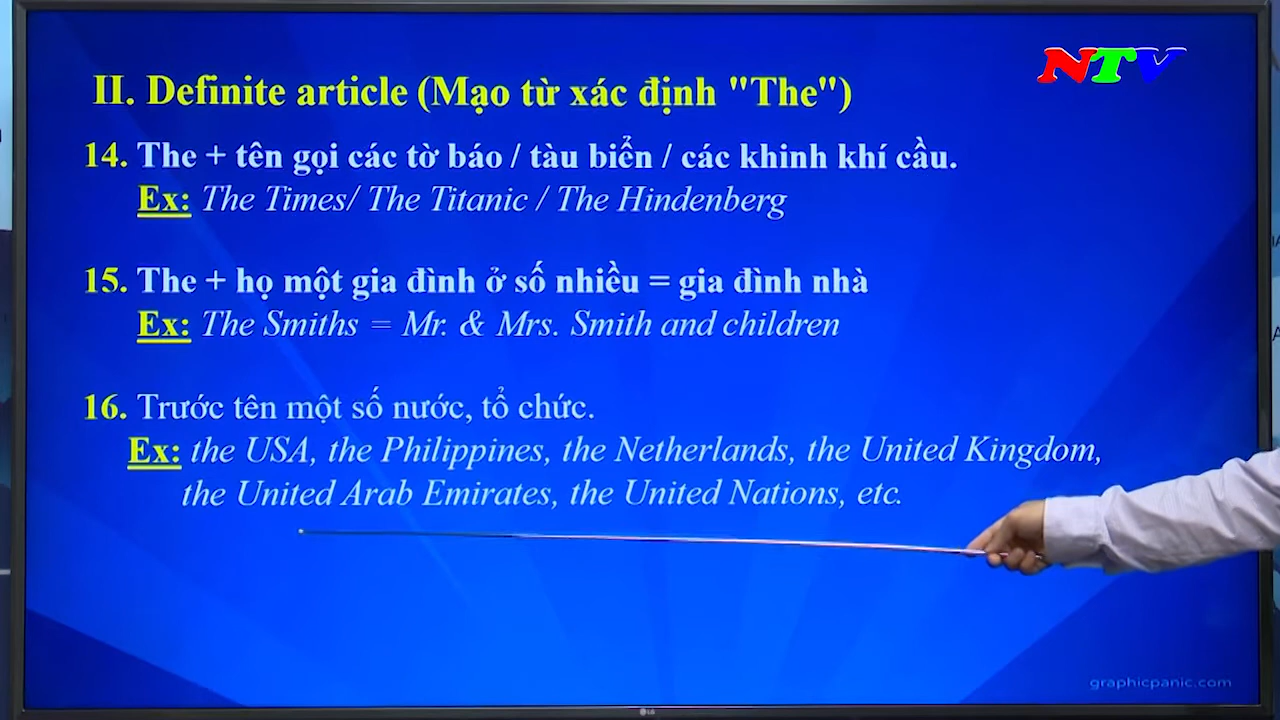 NTV
II. Definite article (Mạo từ xác định "The")
14. The + tên gọi các tờ báo / tàu biển / các khinh khí cầu.
Ex: The Times/ The Titanic / The Hindenberg
15. The + họ một gia đình ở số nhiều = gia đình nhà
Ex: The Smiths = Mr. & Mrs. Smith and children
16. Trước tên một số nước, tổ chức.
Ex: the USA, the Philippines, the Netherlands, the United Kingdom,
the United Arab Emirates, the United Nations, etc.
graphicpanic.com
LG